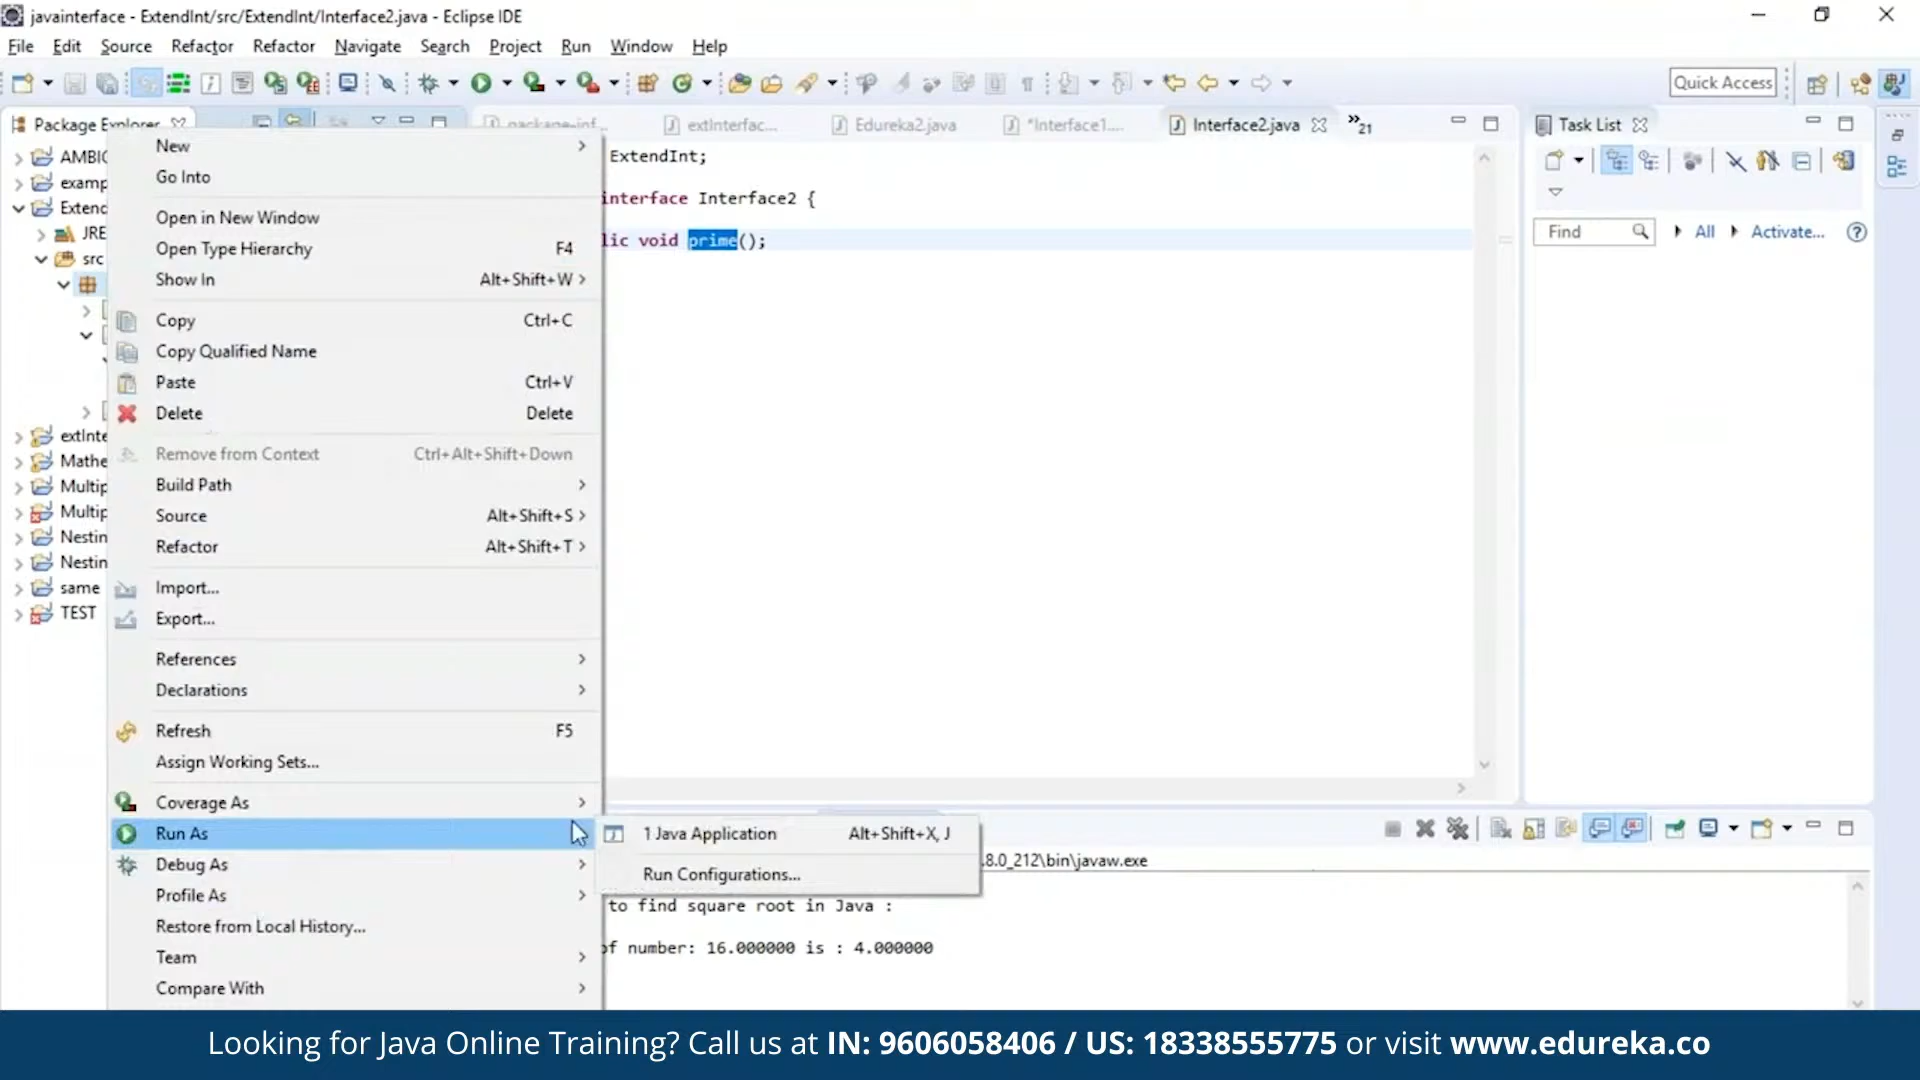 javainterface - ExtendInt/src/ExtendInt/Interface2.java - Eclipse IDE
File Edit Source Refactor Refactor Navigate Search Project Run Window Help
Quick Access
Package Explorer
extInterfac...
Edureka2.java
*Interface1....
Interface2.java
21
Task List
AMBIG
examp
Extend
JRE
src
extInte
Mathe
Multip
Multip
Nestin
Nestin
same
TEST
New
Go Into
Open in New Window
Open Type Hierarchy F4
Show In Alt+Shift+W
Copy Ctrl+C
Copy Qualified Name
Paste Ctrl+V
Delete Delete
Remove from Context Ctrl+Alt+Shift+Down
Build Path
Source Alt+Shift+S
Refactor Alt+Shift+T
Import...
Export...
References
Declarations
Refresh F5
Assign Working Sets...
Coverage As
Run As
Debug As
Profile As
Restore from Local History...
Team
Compare With
1 Java Application Alt+Shift+X, J
Run Configurations...
ExtendInt;
interface Interface2 {
lic void prime();
Find All Activate...
.8.0_212\bin\javaw.exe
to find square root in Java :
of number: 16.000000 is : 4.000000
Looking for Java Online Training? Call us at IN: 9606058406 / US: 18338555775 or visit www.edureka.co